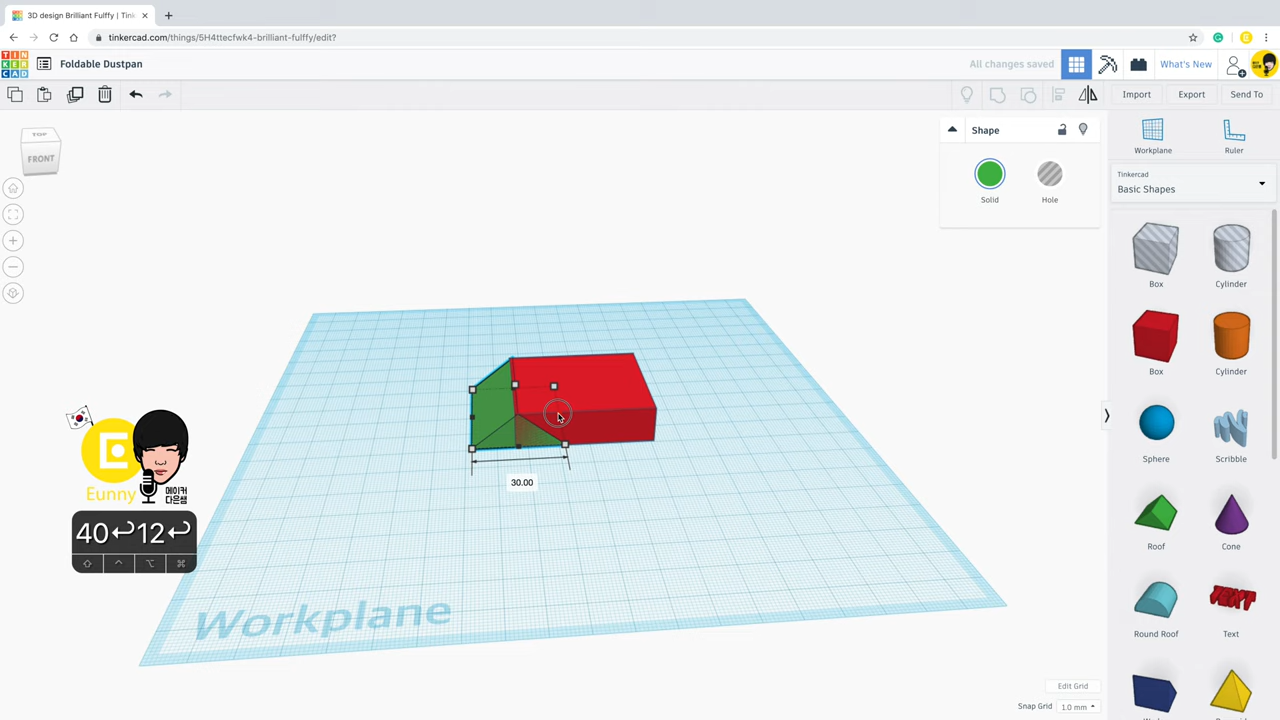 3D design Brilliant Fulffy | Tink
tinkercad.com/things/5H4ttecfwk4-brilliant-fulffy/edit?
E
TIN
KER
CAD
Foldable Dustpan
All changes saved
What's New
Import
Export
Send To
TOP
FRONT
Shape
Solid
Hole
Workplane
Ruler
Tinkercad
Basic Shapes
Box
Cylinder
Box
Cylinder
Sphere
Scribble
Roof
Cone
Round Roof
Text
TEXT
30.00
Eunny
메이커
다은쌤
40↩12↩
Workplane
Edit Grid
Snap Grid
1.0 mm